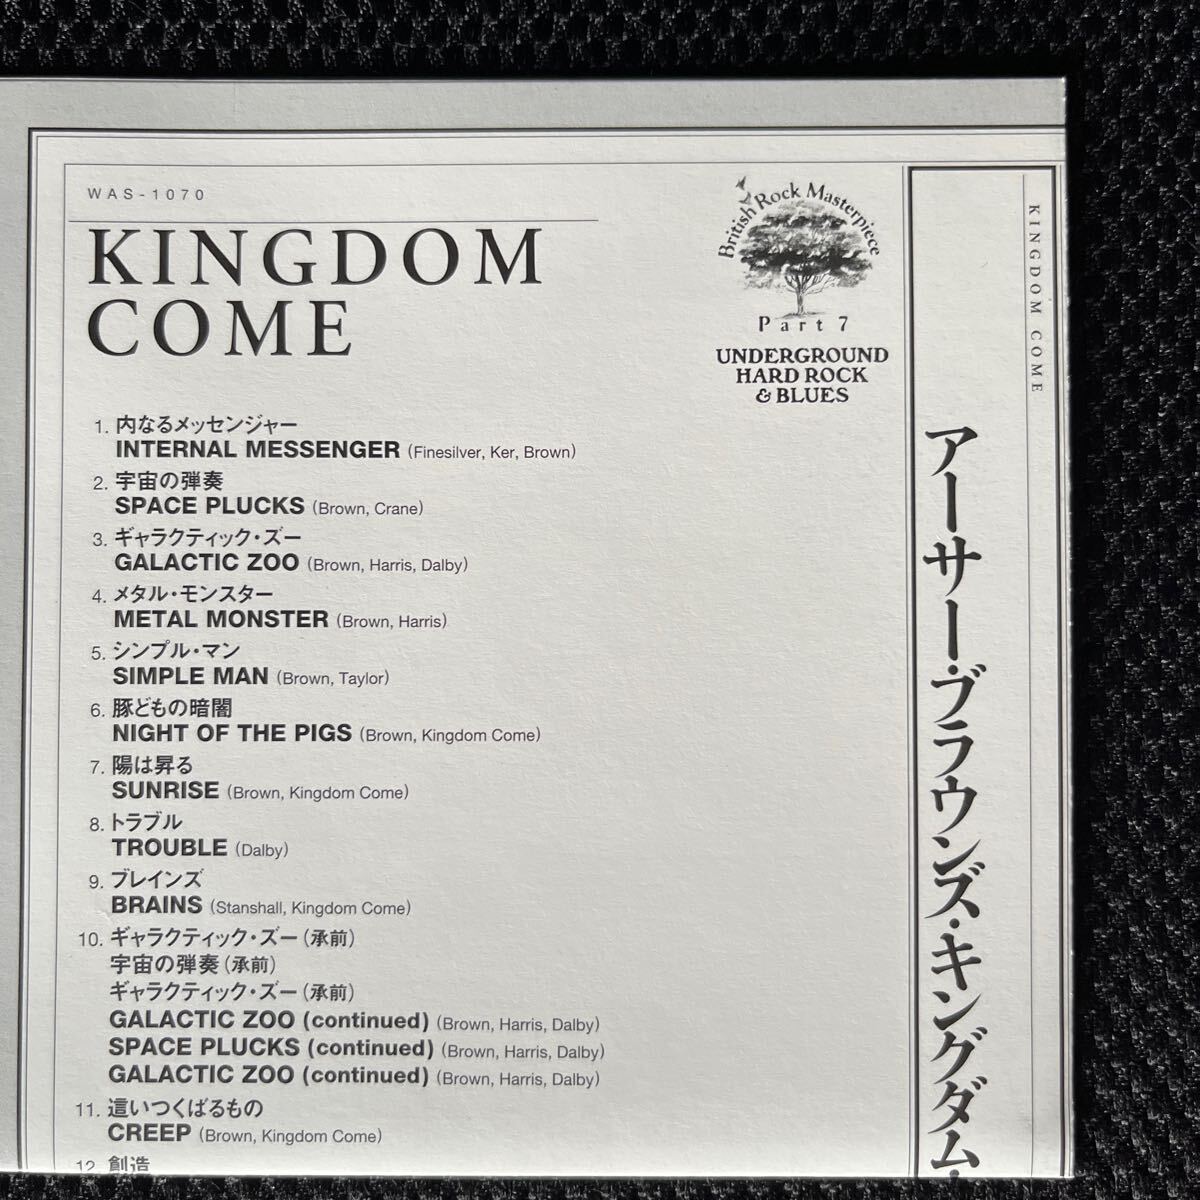 WAS-1070
KINGDOM
COME
British Rock Masterpiece
Part 7
UNDERGROUND
HARD ROCK
& BLUES
1. 内なるメッセンジャー
INTERNAL MESSENGER (Finesilver, Ker, Brown)
2. 宇宙の弾奏
SPACE PLUCKS (Brown, Crane)
3. ギャラクティック・ズー
GALACTIC ZOO (Brown, Harris, Dalby)
4. メタル・モンスター
METAL MONSTER (Brown, Harris)
5. シンプル・マン
SIMPLE MAN (Brown, Taylor)
6. 豚どもの暗闇
NIGHT OF THE PIGS (Brown, Kingdom Come)
7. 陽は昇る
SUNRISE (Brown, Kingdom Come)
8. トラブル
TROUBLE (Dalby)
9. ブレインズ
BRAINS (Stanshall, Kingdom Come)
10. ギャラクティック・ズー(承前)
宇宙の弾奏(承前)
ギャラクティック・ズー(承前)
GALACTIC ZOO (continued) (Brown, Harris, Dalby)
SPACE PLUCKS (continued) (Brown, Harris, Dalby)
GALACTIC ZOO (continued) (Brown, Harris, Dalby)
11. 這いつくばるもの
CREEP (Brown, Kingdom Come)
12. 創造
アーサー・ブラウンズ・キングダム・
KINGDOM COME